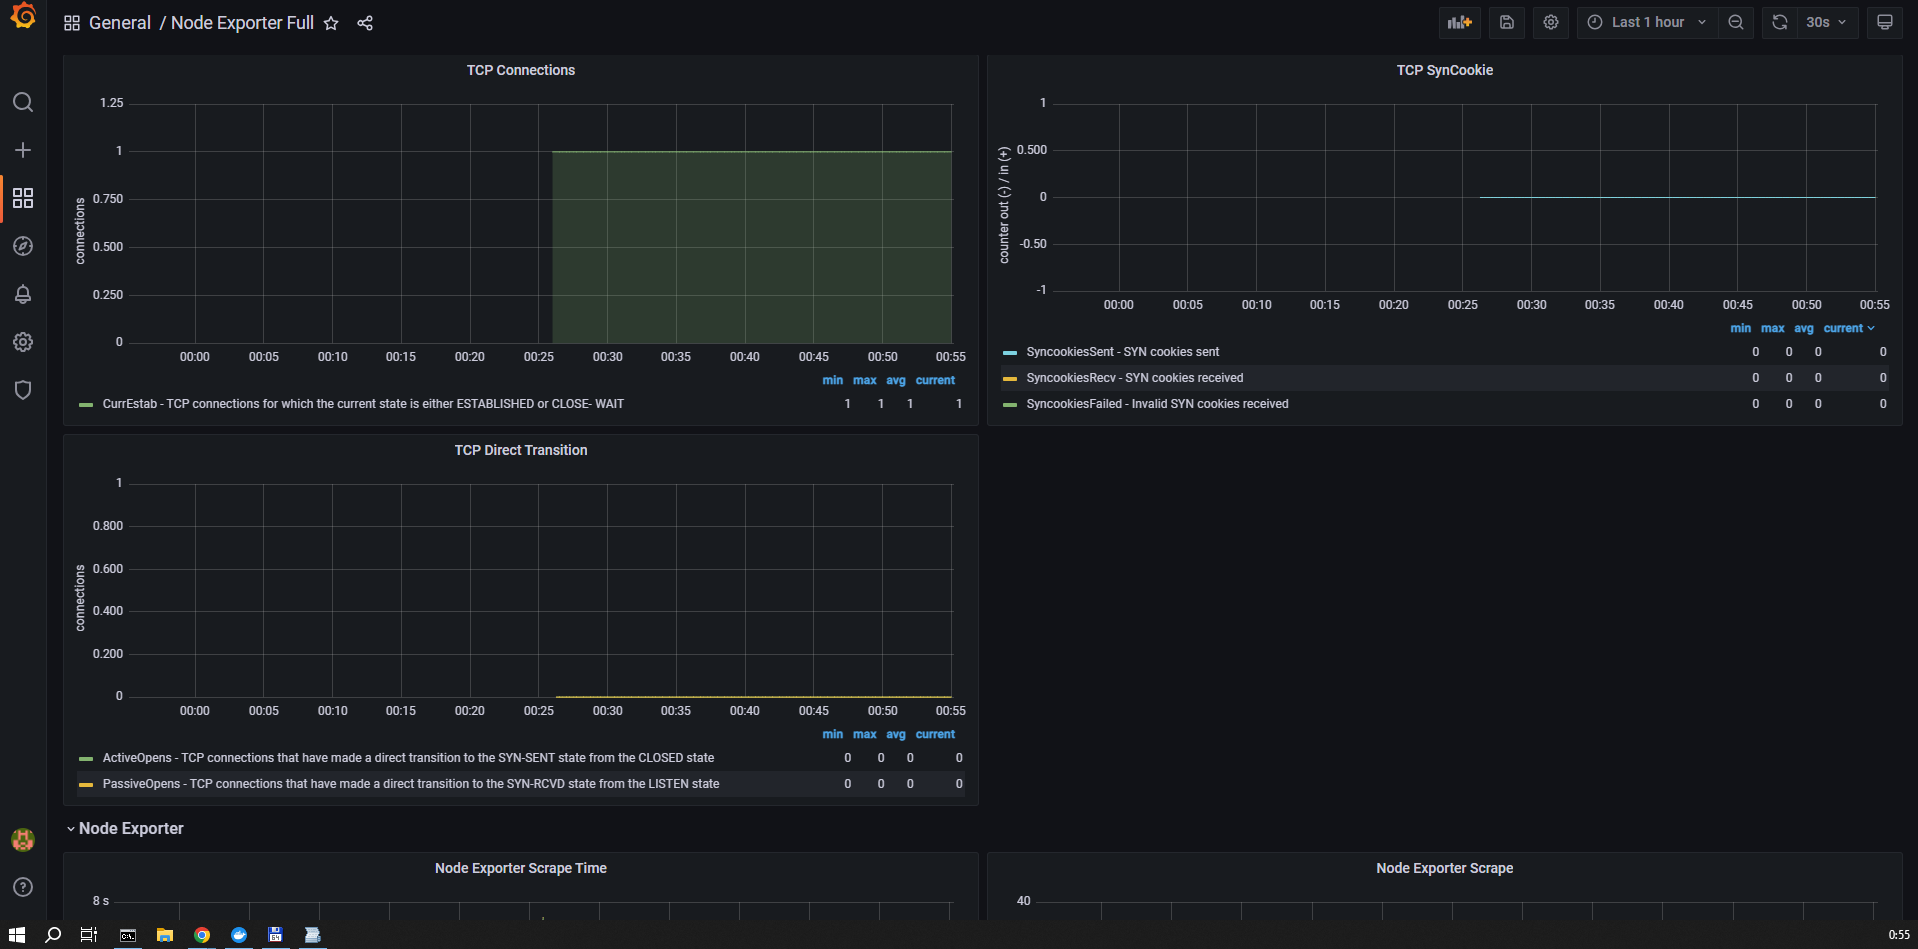 General / Node Exporter Full
Last 1 hour
30s
TCP Connections
1.25
1
0.750
0.500
0.250
0
connections
00:00 00:05 00:10 00:15 00:20 00:25 00:30 00:35 00:40 00:45 00:50 00:55
min max avg current
CurrEstab - TCP connections for which the current state is either ESTABLISHED or CLOSE- WAIT 1 1 1 1
TCP SynCookie
1
0.500
0
-0.50
-1
counter out (-) / in (+)
00:00 00:05 00:10 00:15 00:20 00:25 00:30 00:35 00:40 00:45 00:50 00:55
min max avg current
SyncookiesSent - SYN cookies sent 0 0 0 0
SyncookiesRecv - SYN cookies received 0 0 0 0
SyncookiesFailed - Invalid SYN cookies received 0 0 0 0
TCP Direct Transition
1
0.800
0.600
0.400
0.200
0
connections
00:00 00:05 00:10 00:15 00:20 00:25 00:30 00:35 00:40 00:45 00:50 00:55
min max avg current
ActiveOpens - TCP connections that have made a direct transition to the SYN-SENT state from the CLOSED state 0 0 0 0
PassiveOpens - TCP connections that have made a direct transition to the SYN-RCVD state from the LISTEN state 0 0 0 0
Node Exporter
Node Exporter Scrape Time
8 s
Node Exporter Scrape
40
0:55